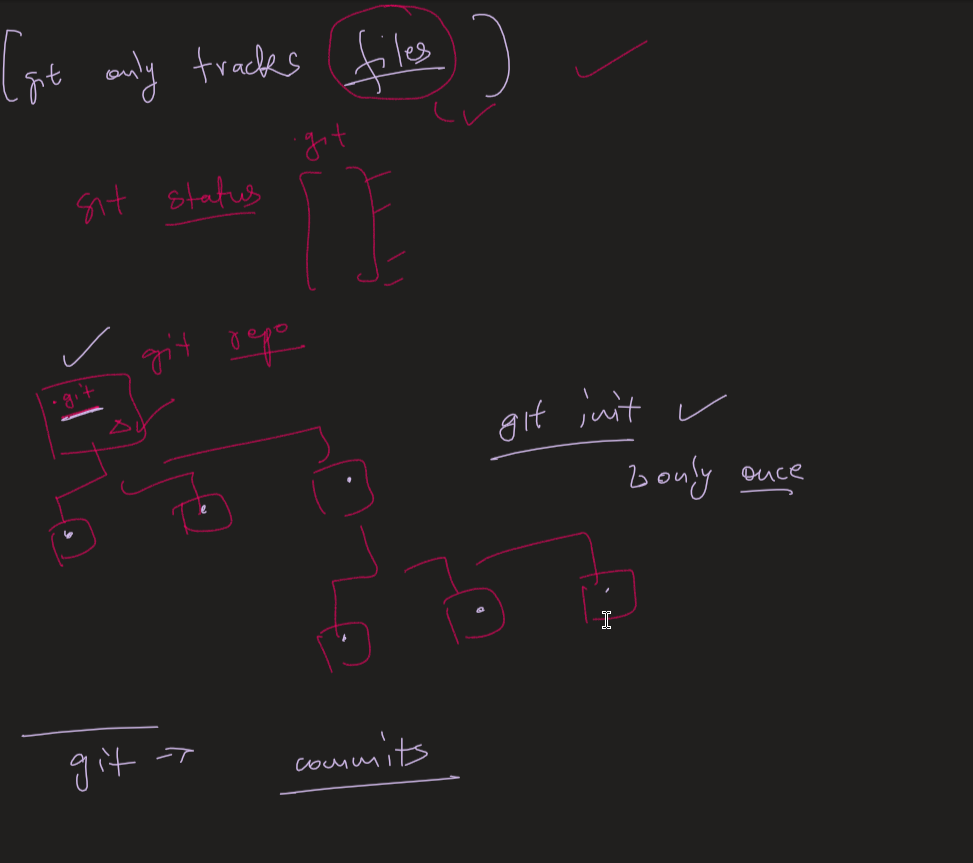 [git only tracks files]
.git
git status
git repo
.git
git init
↳ only once
git → commits